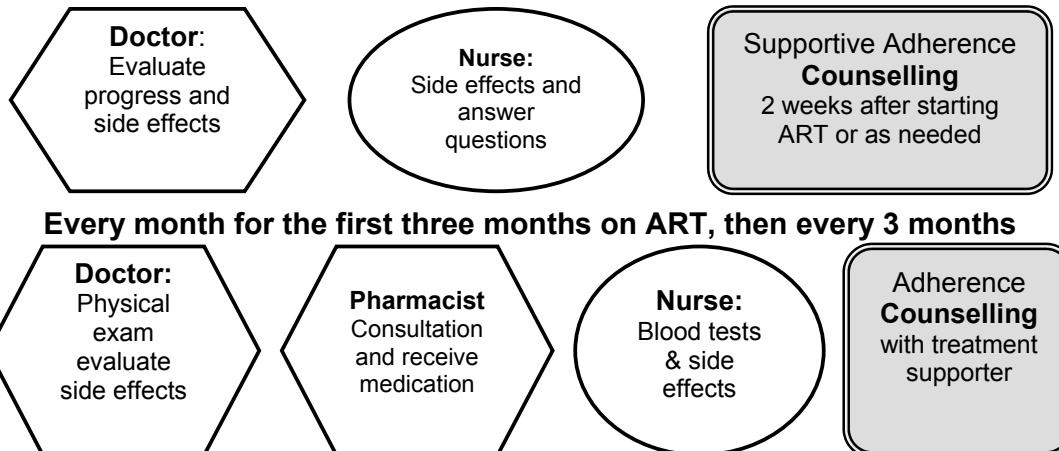 Doctor:
Evaluate
progress and
side effects
Nurse:
Side effects and
answer
questions
Supportive Adherence
Counselling
2 weeks after starting
ART or as needed
Every month for the first three months on ART, then every 3 months
Doctor:
Physical
exam
evaluate
side effects
Pharmacist
Consultation
and receive
medication
Nurse:
Blood tests
& side
effects
Adherence
Counselling
with treatment
supporter